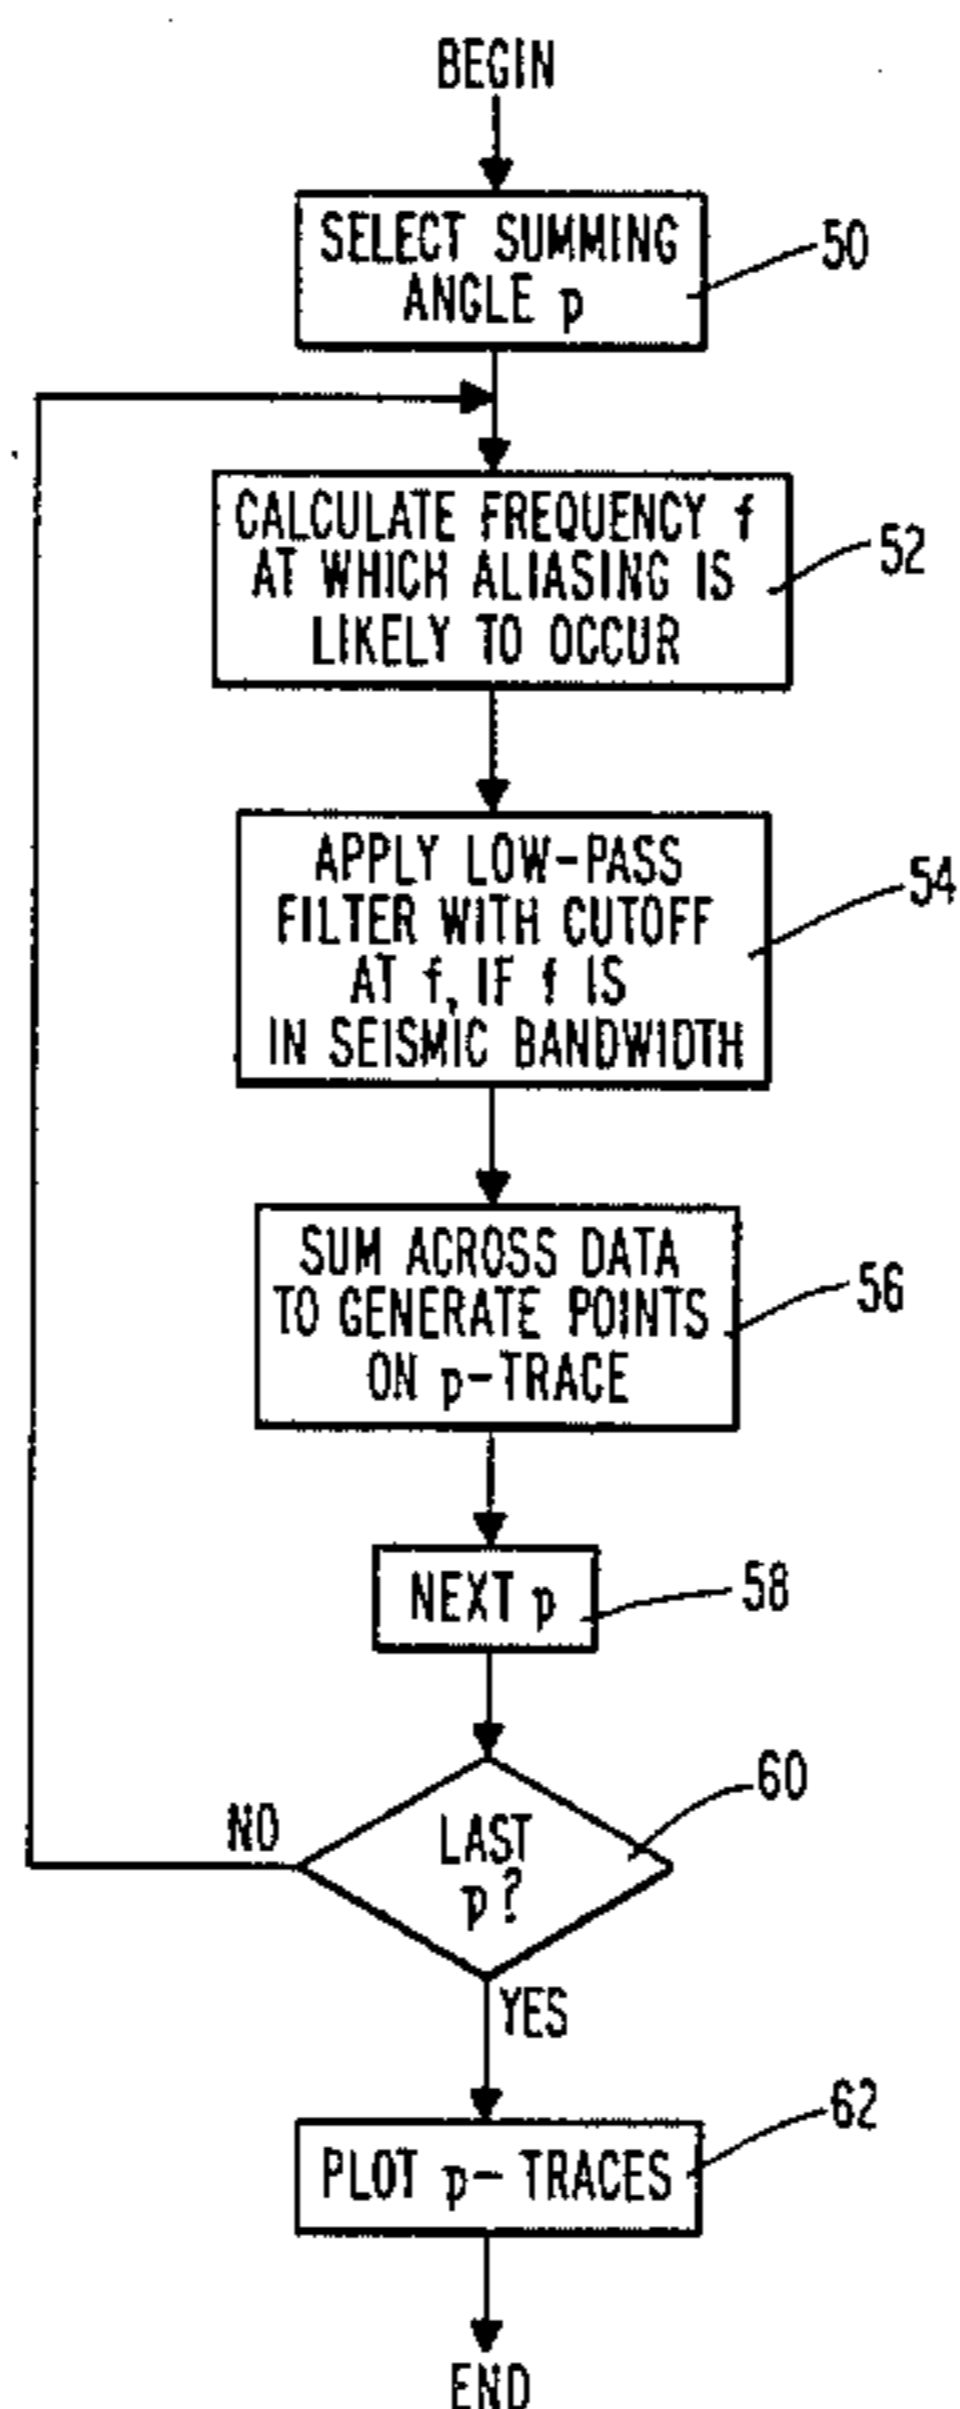 BEGIN
SELECT SUMMING
ANGLE p
50
CALCULATE FREQUENCY f
AT WHICH ALIASING IS
LIKELY TO OCCUR
52
APPLY LOW-PASS
FILTER WITH CUTOFF
AT f, IF f IS
IN SEISMIC BANDWIDTH
54
SUM ACROSS DATA
TO GENERATE POINTS
ON p-TRACE
56
NEXT p
58
LAST
p?
60
NO
YES
PLOT p- TRACES
62
END